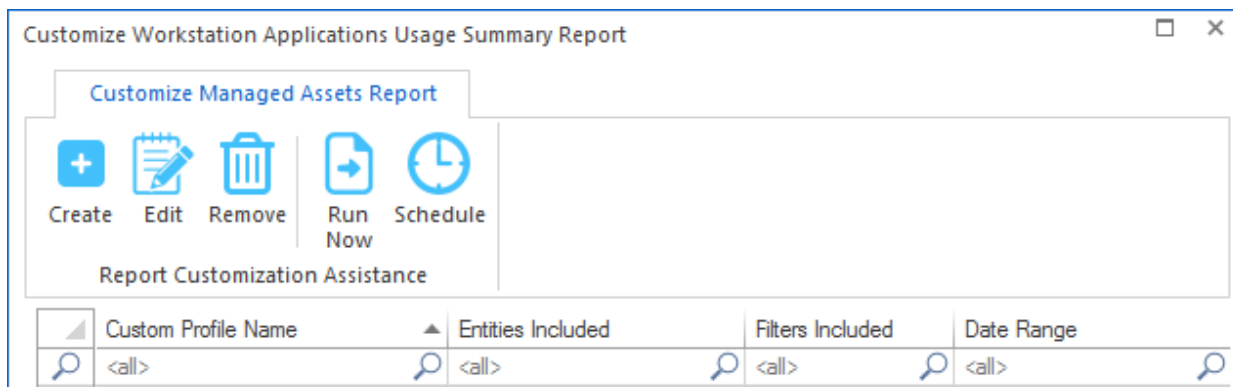 Customize Workstation Applications Usage Summary Report
Customize Managed Assets Report
Create Edit Remove Run Now Schedule
Report Customization Assistance
Custom Profile Name Entities Included Filters Included Date Range
<all> <all> <all> <all>